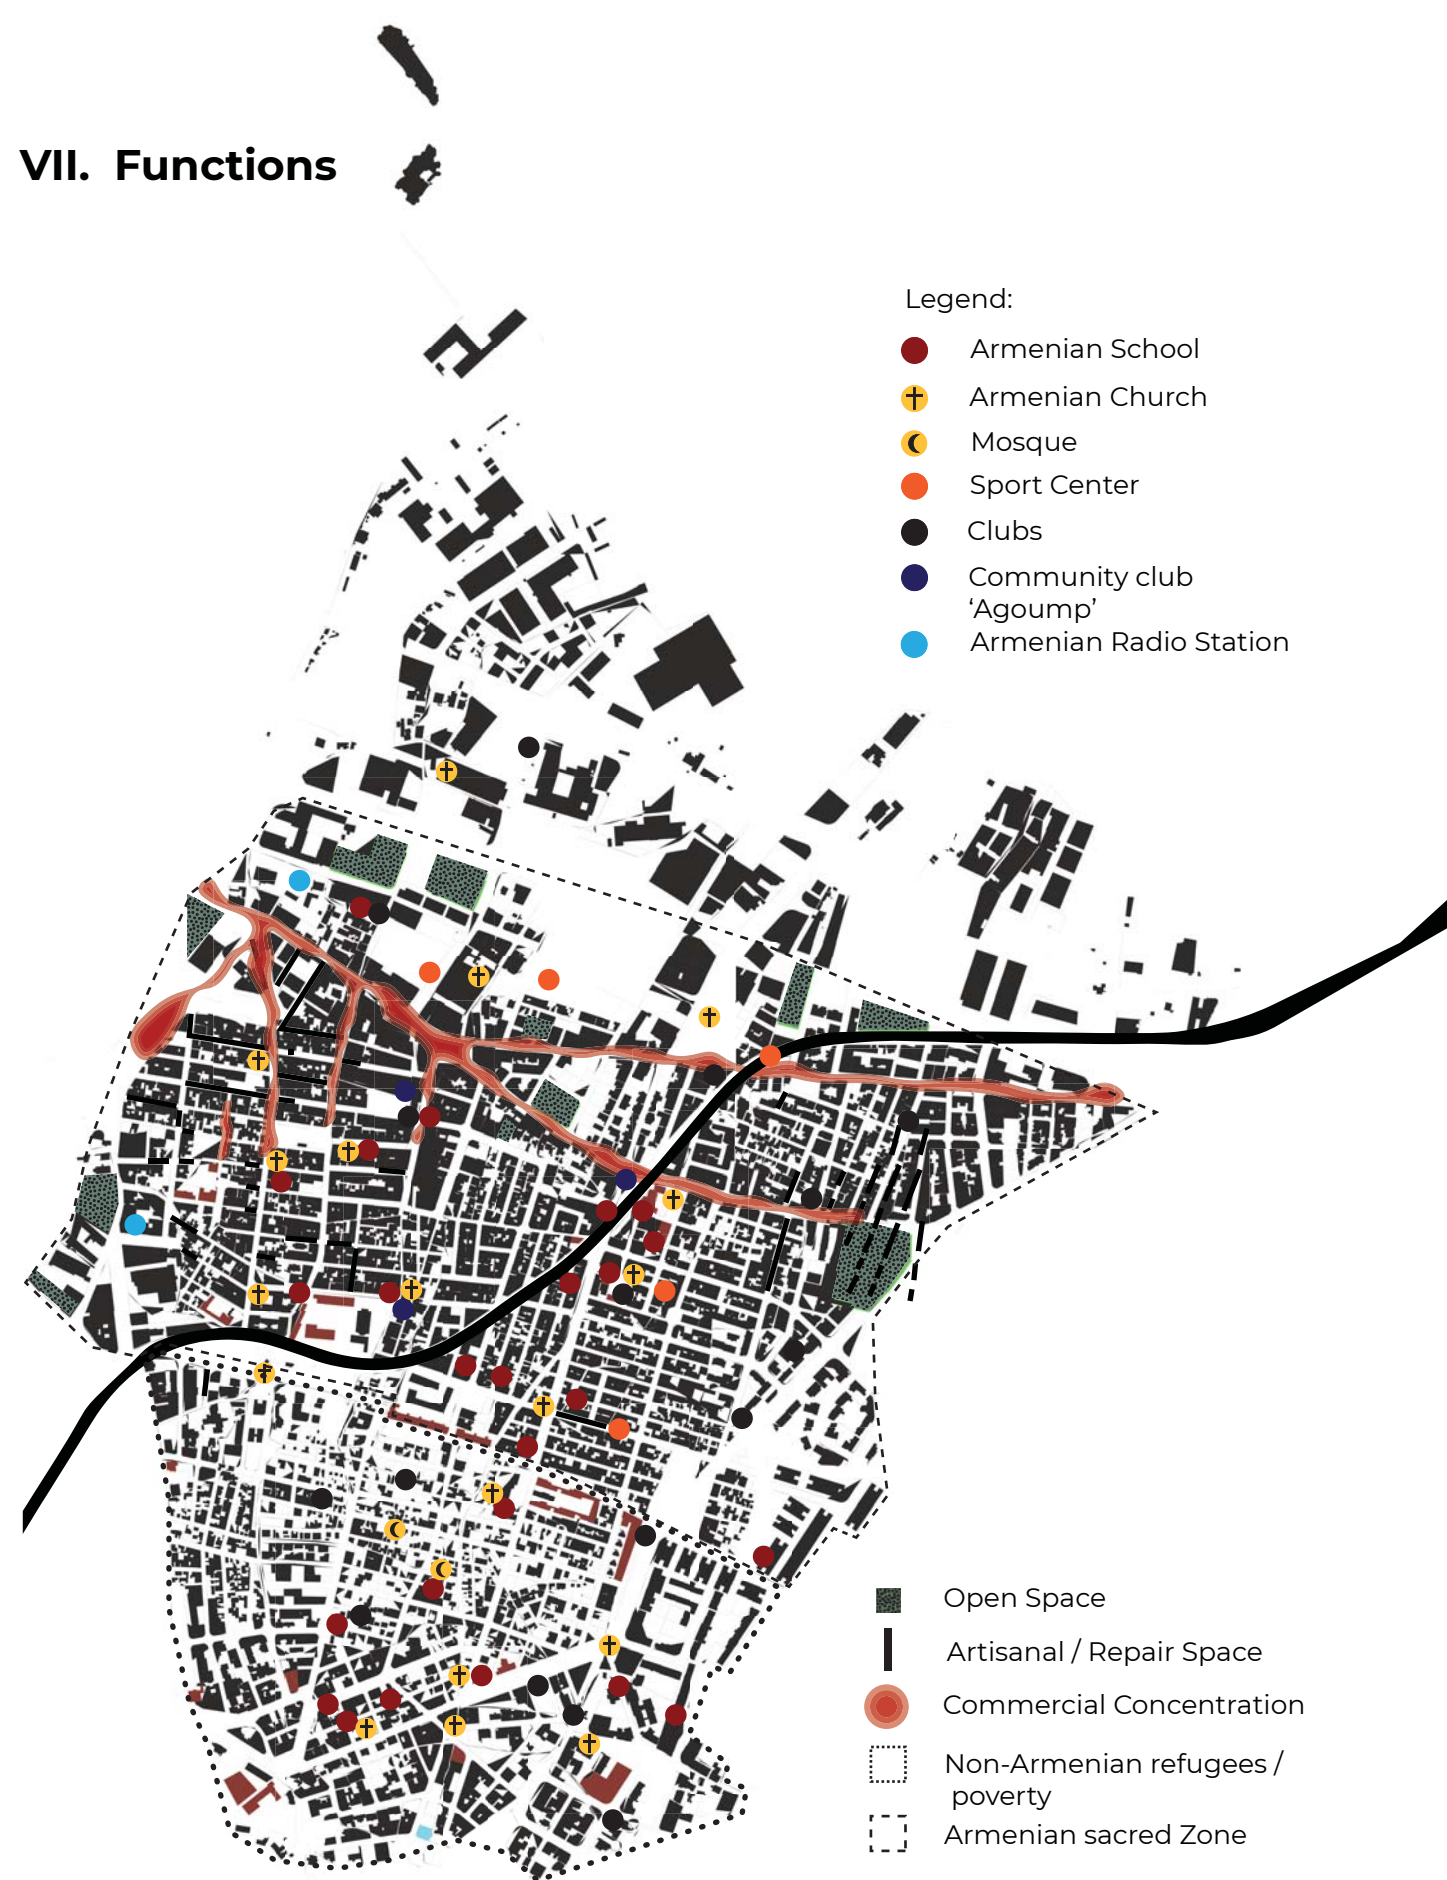 VII. Functions
Legend:
Armenian School
Armenian Church
Mosque
Sport Center
Clubs
Community club
‘Agoump’
Armenian Radio Station
Open Space
Artisanal / Repair Space
Commercial Concentration
Non-Armenian refugees /
poverty
Armenian sacred Zone